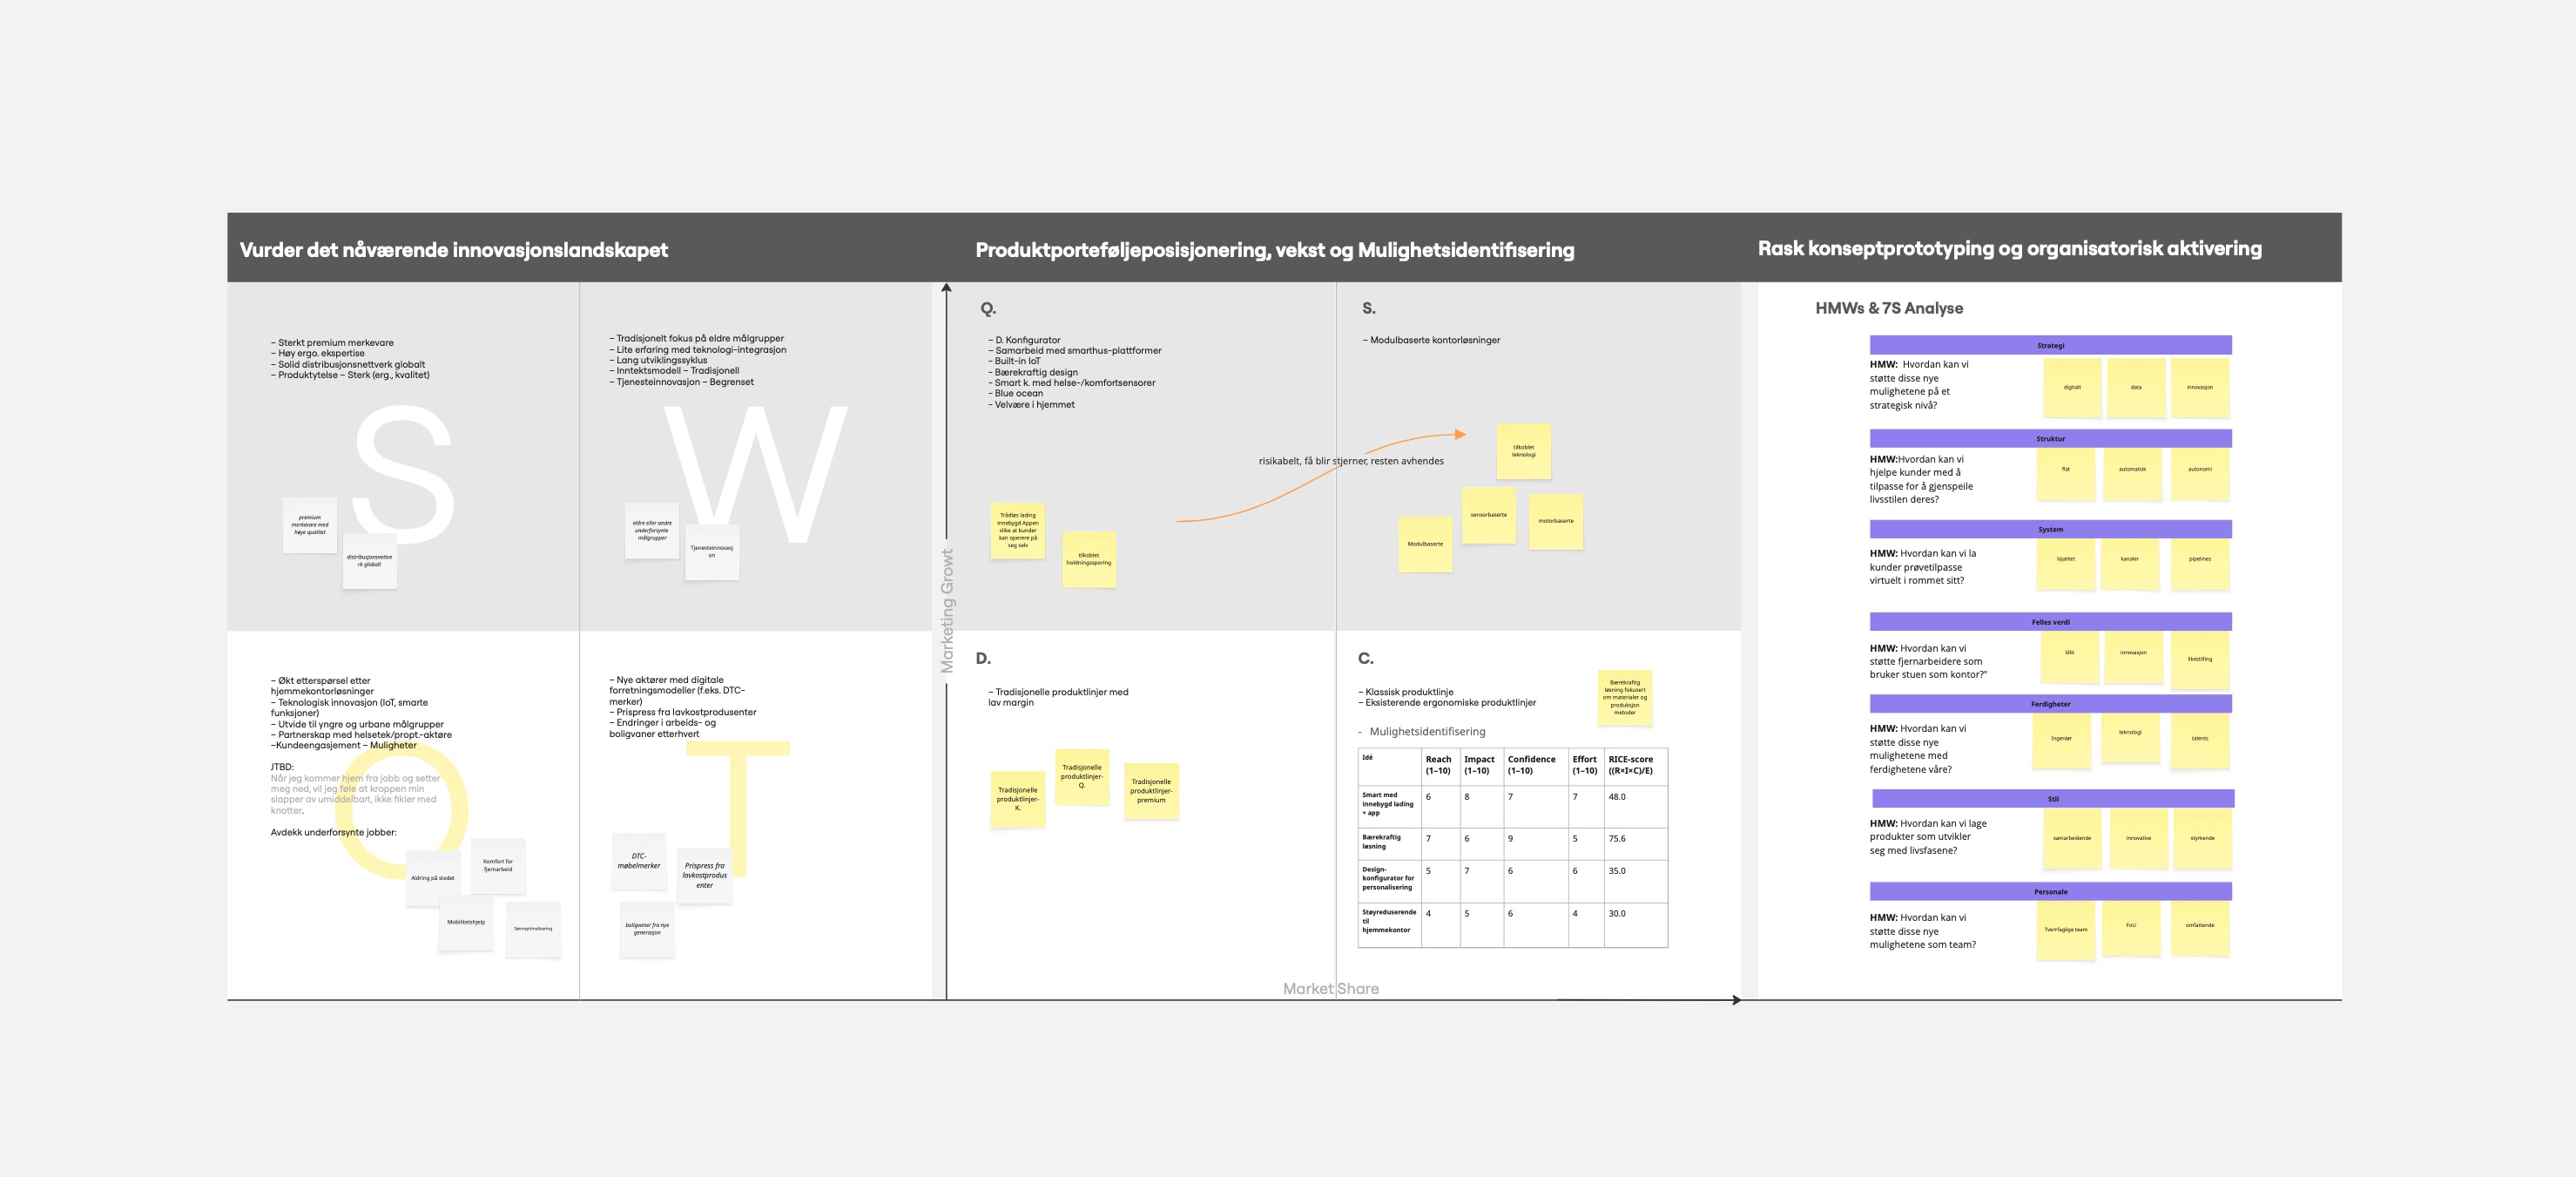 Vurder det nåværende innovasjonslandskapet
Produktporteføljeposisjonering, vekst og Mulighetsidentifisering
Rask konseptprototyping og organisatorisk aktivering
– Sterkt premium merkevare
– Høy ergo. ekspertise
– Solid distribusjonsnettverk globalt
– Produktytelse – Sterk (erg., kvalitet)
S
premium
merkevare med
høye qualitet
distribusjonsnettve
rk globalt
– Tradisjonelt fokus på eldre målgrupper
– Lite erfaring med teknologi-integrasjon
– Lang utviklingssyklus
– Inntektsmodell – Tradisjonell
– Tjenesteinnovasjon – Begrenset
W
eldre eller andre
underforsynte
målgrupper
Tjenesteinnovasj
on
– Økt etterspørsel etter
hjemmekontorløsninger
– Teknologisk innovasjon (IoT, smarte
funksjoner)
– Utvide til yngre og urbane målgrupper
– Partnerskap med helsetek/propt.-aktøre
–Kundeengasjement – Muligheter
JTBD:
Når jeg kommer hjem fra jobb og setter
meg ned, vil jeg føle at kroppen min
slapper av umiddelbart, ikke fikler med
knotter.
Avdekk underforsynte jobber:
O
Aldring på stedet
Komfort for
fjernarbeid
Mobilitetshjelp
Søvnoptimalisering
– Nye aktører med digitale
forretningsmodeller (f.eks. DTC-
merker)
– Prispress fra lavkostprodusenter
– Endringer i arbeids- og
boligvaner etterhvert
T
DTC-
møbelmerker
Prispress fra
lavkostprodus
enter
boligvaner fra nye
generasjon
Marketing Growt
Q.
– D. Konfigurator
– Samarbeid med smarthus-plattformer
– Built-in IoT
– Bærekraftig design
– Smart k. med helse-/komfortsensorer
– Blue ocean
– Velvære i hjemmet
Trådløs lading
innebygd Appen
slike at kunder
kan operere på
seg selv
tilkoblet
holdningssporing
risikabelt, få blir stjerner, resten avhendes
S.
– Modulbaserte kontorløsninger
tilkoblet
teknologi
sensorbaserte
motorbaserte
Modulbaserte
D.
– Tradisjonelle produktlinjer med
lav margin
Tradisjonelle
produktlinjer-
K.
Tradisjonelle
produktlinjer-
Q.
Tradisjonelle
produktlinjer-
premium
C.
– Klassisk produktlinje
– Eksisterende ergonomiske produktlinjer
Bærekraftig
løsning fokusert
om materialer og
produksjon
metoder
- Mulighetsidentifisering
Idé Reach (1–10) Impact (1–10) Confidence (1–10) Effort (1–10) RICE-score ((R×I×C)/E)
Smart med innebygd lading + app 6 8 7 7 48.0
Bærekraftig løsning 7 6 9 5 75.6
Design-konfigurator for personalisering 5 7 6 6 35.0
Støyreduserende til hjemmekontor 4 5 6 4 30.0
Market Share
HMWs & 7S Analyse
Strategi
HMW: Hvordan kan vi
støtte disse nye
mulighetene på et
strategisk nivå?
digitalt
data
innovasjon
Struktur
HMW:Hvordan kan vi
hjelpe kunder med å
tilpasse for å gjenspeile
livsstilen deres?
flat
automatisk
autonomi
System
HMW: Hvordan kan vi la
kunder prøvetilpasse
virtuelt i rommet sitt?
lojalitet
kanaler
pipelines
Felles verdi
HMW: Hvordan kan vi
støtte fjernarbeidere som
bruker stuen som kontor?"
tillit
innovasjon
likestilling
Ferdigheter
HMW: Hvordan kan vi
støtte disse nye
mulighetene med
ferdighetene våre?
Ingeniør
teknologi
talents
Stil
HMW: Hvordan kan vi lage
produkter som utvikler
seg med livsfasene?
samarbeidende
innovative
styrkende
Personale
HMW: Hvordan kan vi
støtte disse nye
mulighetene som team?
Tverrfaglige team
FoU
omfattende